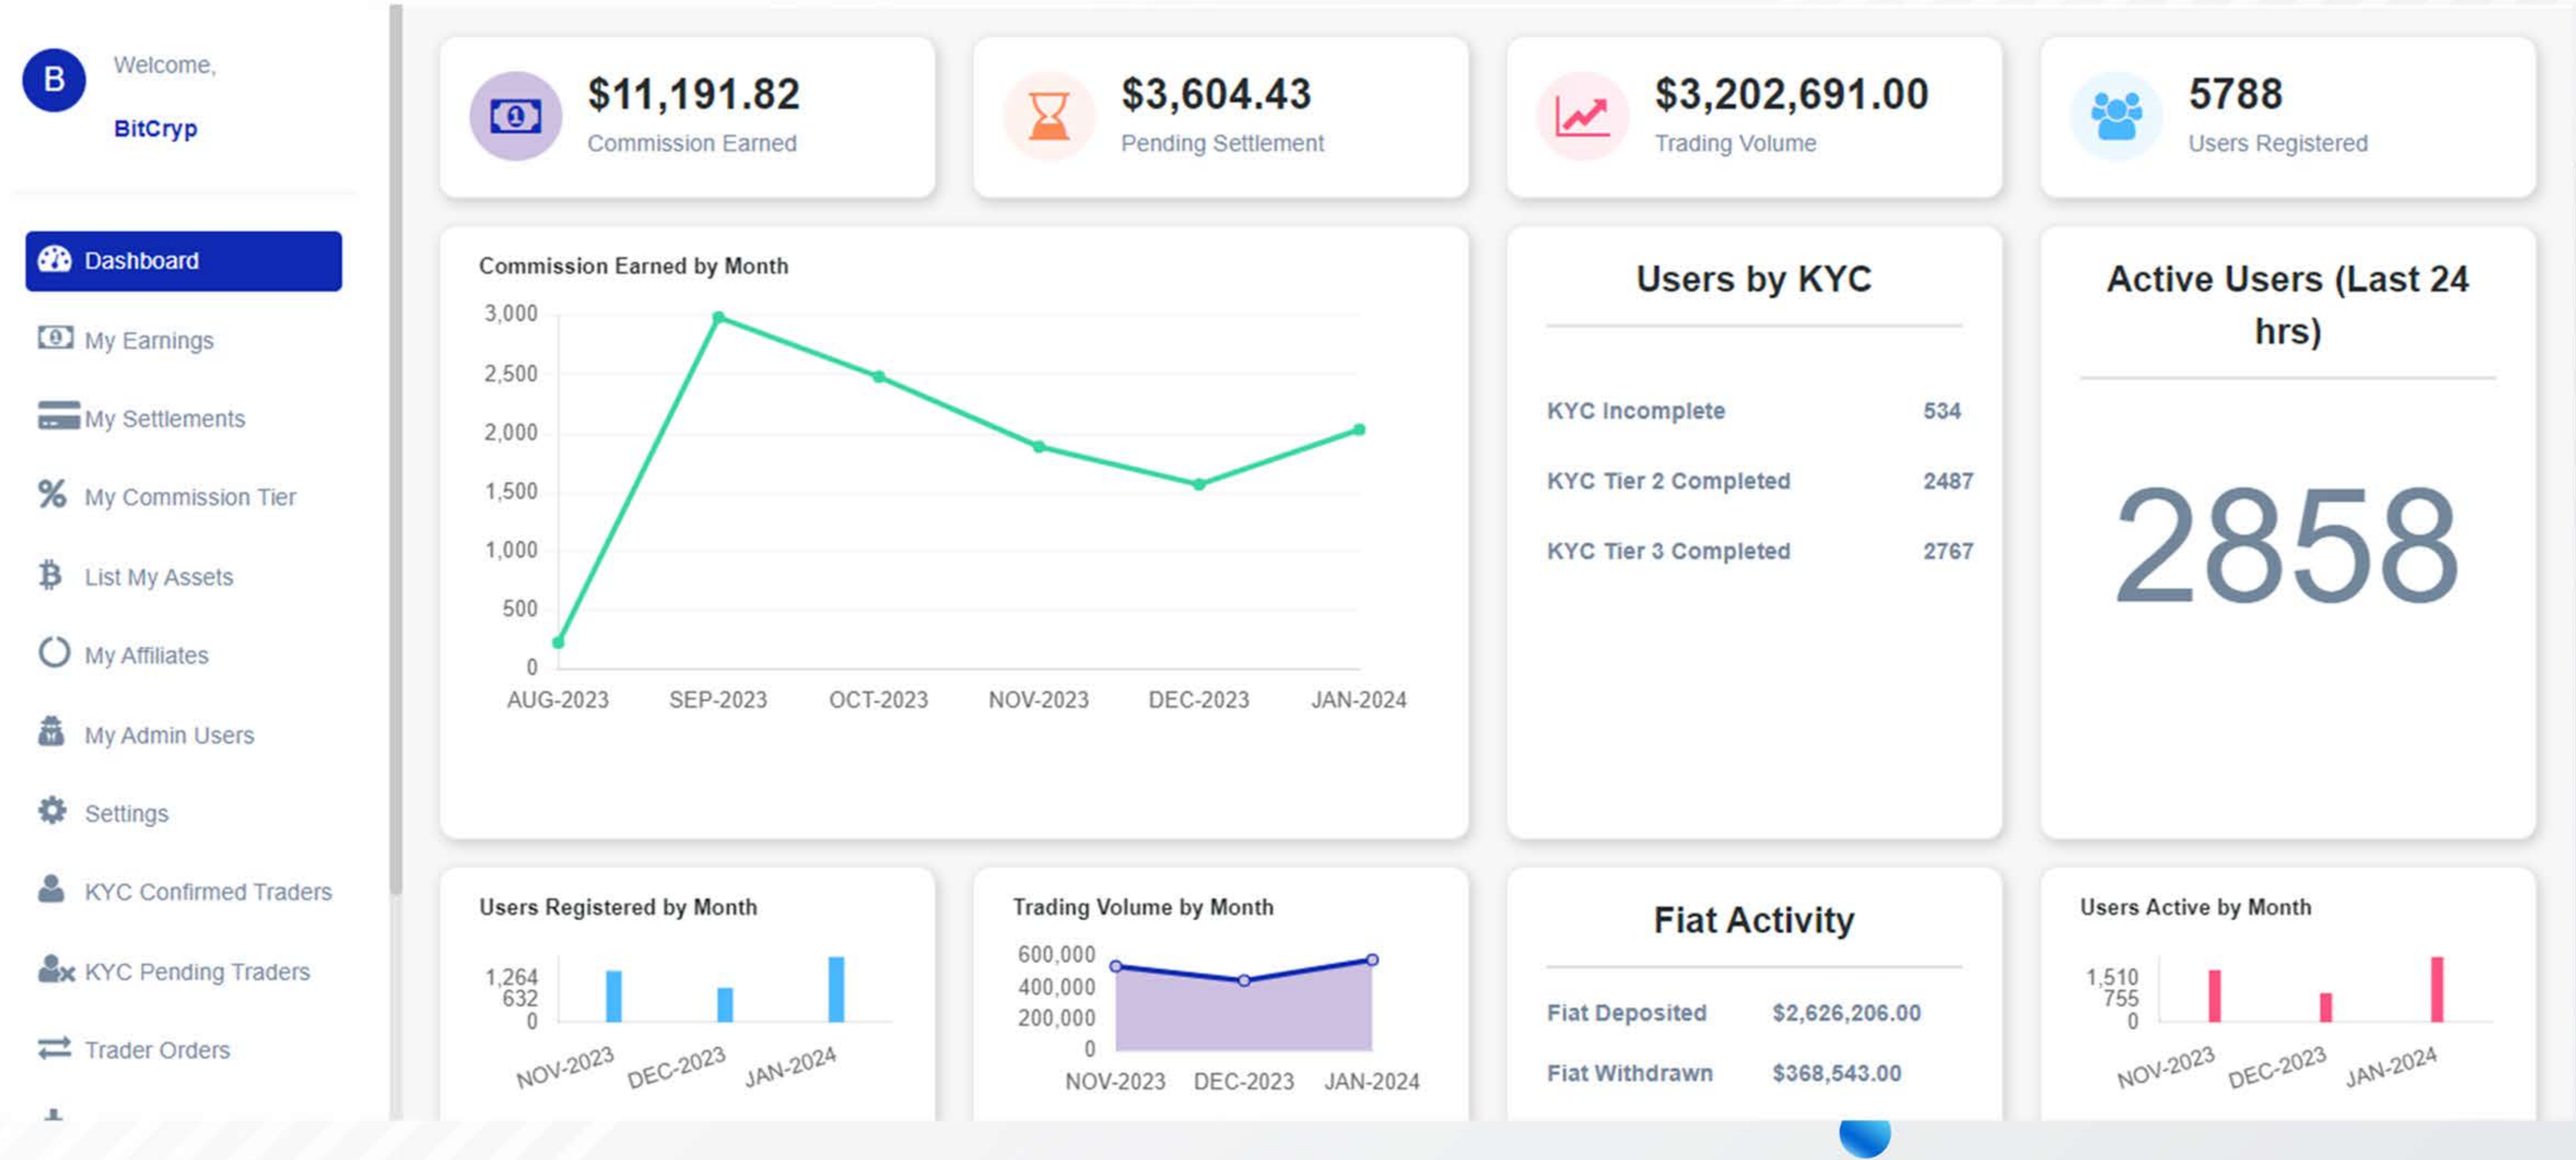 B
Welcome,
BitCryp
Dashboard
My Earnings
My Settlements
My Commission Tier
List My Assets
My Affiliates
My Admin Users
Settings
KYC Confirmed Traders
KYC Pending Traders
Trader Orders
$11,191.82
Commission Earned
$3,604.43
Pending Settlement
$3,202,691.00
Trading Volume
5788
Users Registered
Commission Earned by Month
3,000
2,500
2,000
1,500
1,000
500
0
AUG-2023 SEP-2023 OCT-2023 NOV-2023 DEC-2023 JAN-2024
Users by KYC
KYC Incomplete 534
KYC Tier 2 Completed 2487
KYC Tier 3 Completed 2767
Active Users (Last 24
hrs)
2858
Users Registered by Month
1,264
632
0
NOV-2023 DEC-2023 JAN-2024
Trading Volume by Month
600,000
400,000
200,000
0
NOV-2023 DEC-2023 JAN-2024
Fiat Activity
Fiat Deposited $2,626,206.00
Fiat Withdrawn $368,543.00
Users Active by Month
1,510
755
0
NOV-2023 DEC-2023 JAN-2024